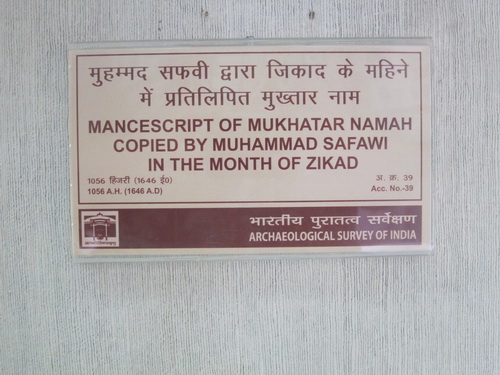 मुहम्मद सफवी द्वारा जिकाद के महिने
में प्रतिलिपित मुख्तार नाम
MANCESCRIPT OF MUKHATAR NAMAH
COPIED BY MUHAMMAD SAFAWI
IN THE MONTH OF ZIKAD
1056 हिजरी (1646 ई०) अ. क्र. 39
1056 A.H. (1646 A.D) Acc. No.-39
भारतीय पुरातत्व सर्वेक्षण
ARCHAEOLOGICAL SURVEY OF INDIA